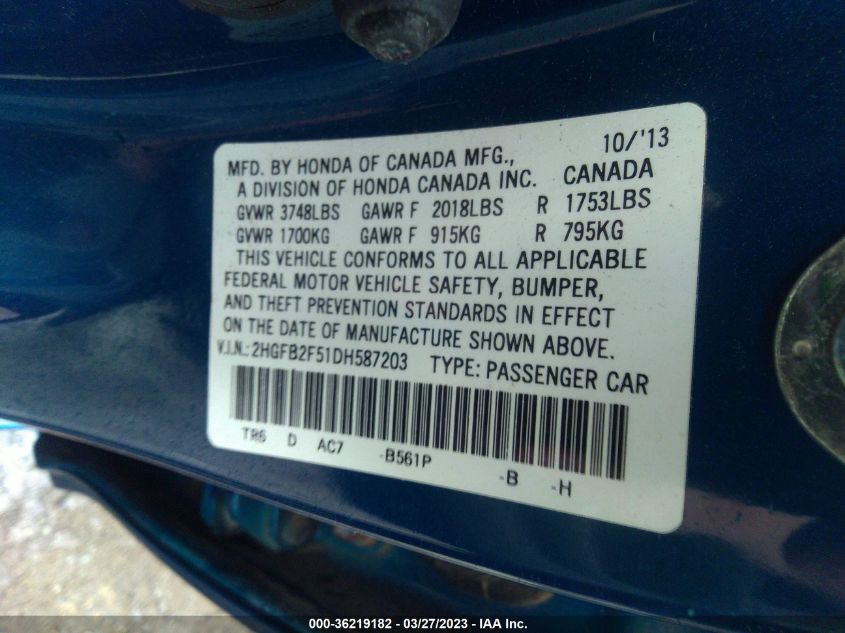 10/'13
MFD. BY HONDA OF CANADA MFG.,
A DIVISION OF HONDA CANADA INC. CANADA
GVWR 3748LBS GAWR F 2018LBS R 1753LBS
GVWR 1700KG GAWR F 915KG R 795KG
THIS VEHICLE CONFORMS TO ALL APPLICABLE
FEDERAL MOTOR VEHICLE SAFETY, BUMPER,
AND THEFT PREVENTION STANDARDS IN EFFECT
ON THE DATE OF MANUFACTURE SHOWN ABOVE.
V.I.N.: 2HGFB2F51DH587203 TYPE: PASSENGER CAR
TR6 D AC7 -B561P -B -H
000-36219182 - 03/27/2023 - IAA Inc.